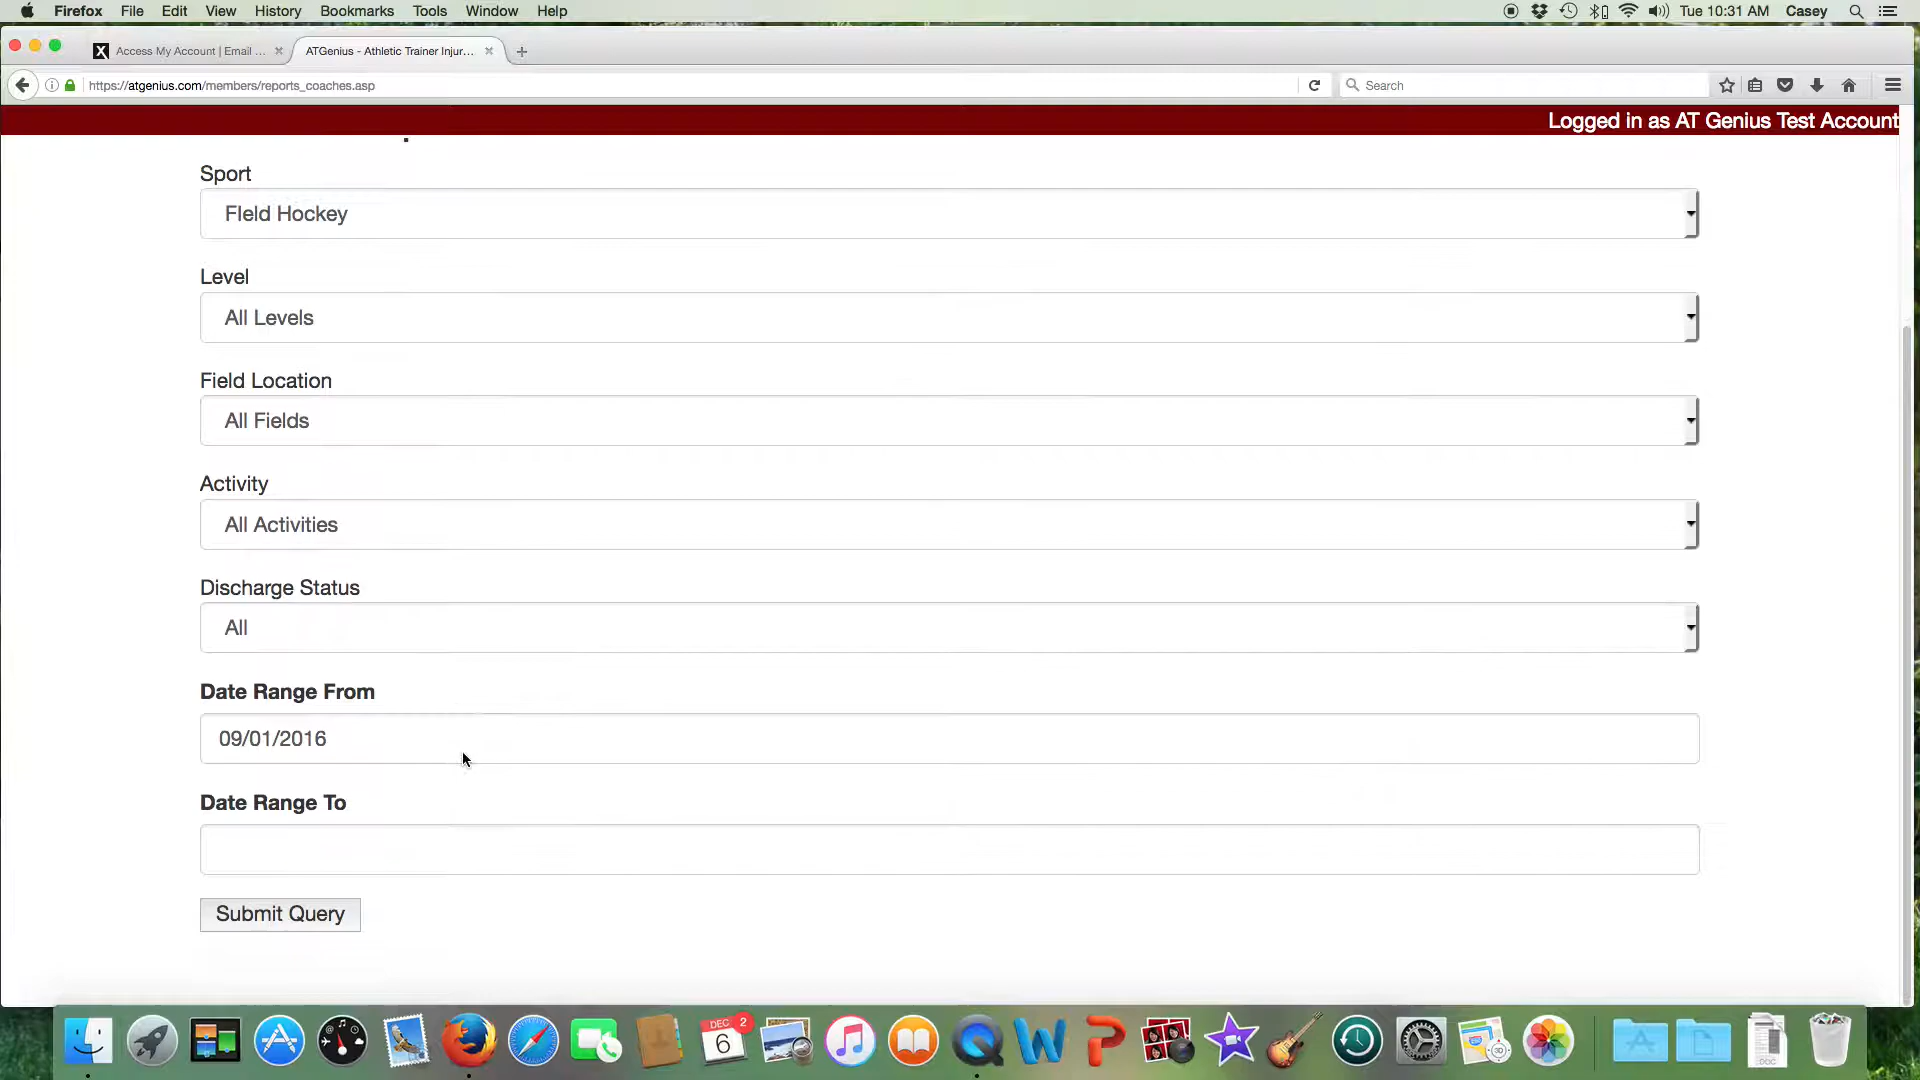 Firefox File Edit View History Bookmarks Tools Window Help Tue 10:31 AM Casey
Access My Account | Email ... ATGenius - Athletic Trainer Injur...
https://atgenius.com/members/reports_coaches.asp Search
Logged in as AT Genius Test Account
Sport
FIeld Hockey
Level
All Levels
Field Location
All Fields
Activity
All Activities
Discharge Status
All
Date Range From
09/01/2016
Date Range To
Submit Query
DEC 2
6
3D
DOC